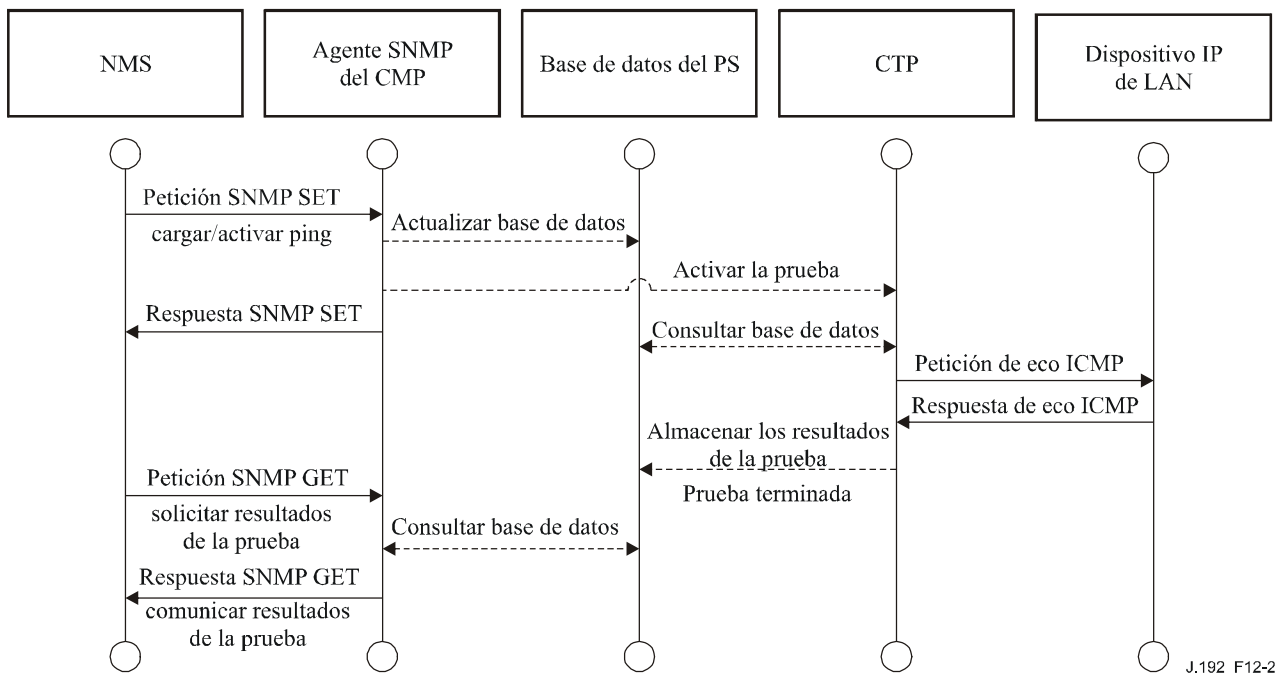 NMS
Agente SNMP
del CMP
Base de datos del PS
CTP
Dispositivo IP
de LAN
Petición SNMP SET
cargar/activar ping
Actualizar base de datos
Activar la prueba
Respuesta SNMP SET
Consultar base de datos
Petición de eco ICMP
Respuesta de eco ICMP
Almacenar los resultados
de la prueba
Prueba terminada
Petición SNMP GET
solicitar resultados
de la prueba
Consultar base de datos
Respuesta SNMP GET
comunicar resultados
de la prueba
J.192_F12-2